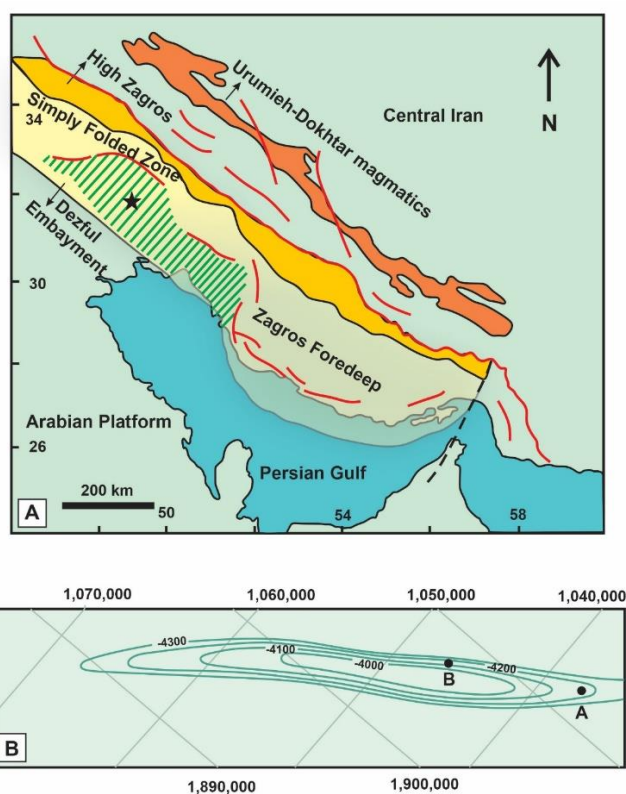 High Zagros
Urumieh-Dokhtar magmatics
Central Iran
N
Simply Folded Zone
34
Dezful
Embayment
30
Zagros Foredeep
Arabian Platform
26
Persian Gulf
200 km
A
50
54
58
1,070,000
1,060,000
1,050,000
1,040,000
-4300
-4100
-4000
-4200
B
A
B
1,890,000
1,900,000